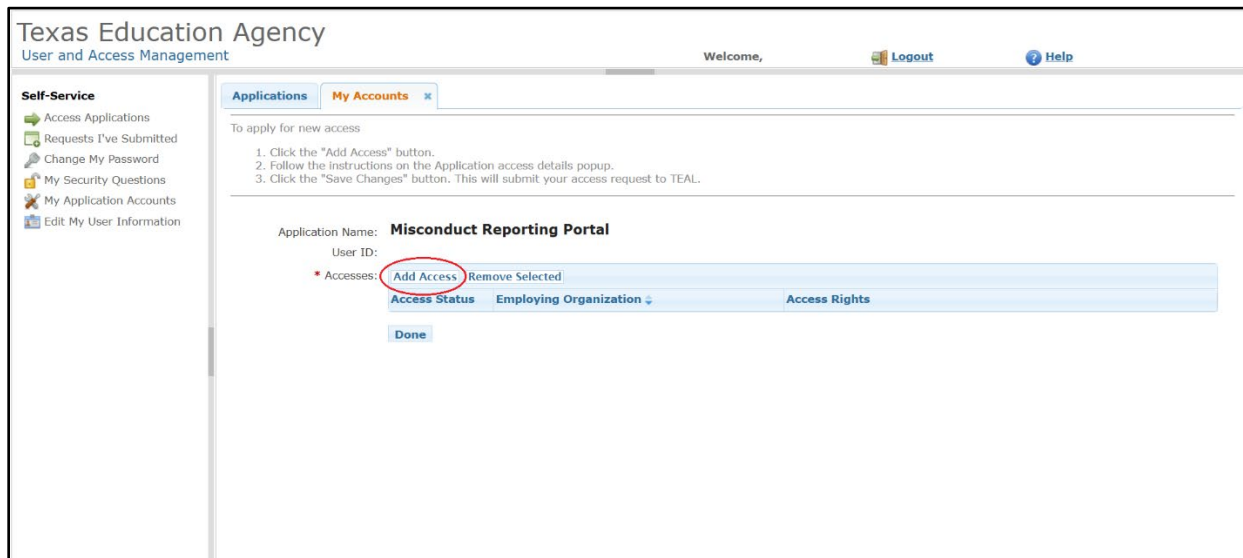 Texas Education Agency
User and Access Management
Welcome,
Logout
Help
Self-Service
Access Applications
Requests I've Submitted
Change My Password
My Security Questions
My Application Accounts
Edit My User Information
Applications
My Accounts
To apply for new access
1. Click the "Add Access" button.
2. Follow the instructions on the Application access details popup.
3. Click the "Save Changes" button. This will submit your access request to TEAL.
Application Name: Misconduct Reporting Portal
User ID:
* Accesses: Add Access Remove Selected
Access Status Employing Organization Access Rights
Done